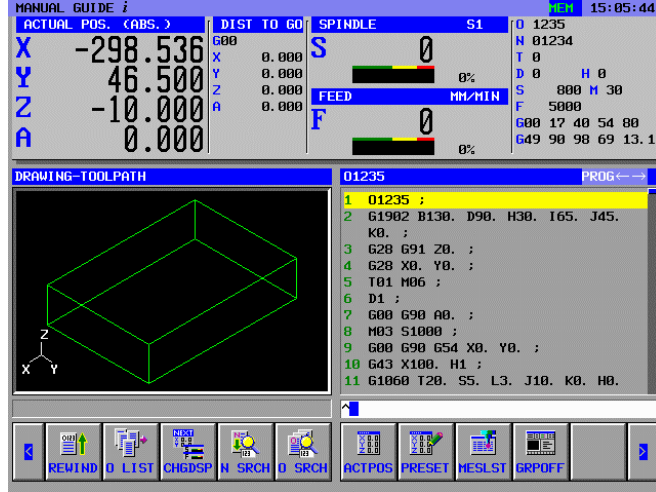 MANUAL GUIDE i
MEM 15:05:44
ACTUAL POS. (ABS.)
X -298.536
Y 46.500
Z -10.000
A 0.000
DIST TO GO
G00
X 0.000
Y 0.000
Z 0.000
A 0.000
SPINDLE S1
S 0
0%
FEED MM/MIN
F 0
0%
O 1235
N 01234
T 0
D 0 H 0
S 800 M 30
F 5000
G00 17 40 54 80
G49 90 98 69 13.1
DRAWING-TOOLPATH
Z
X Y
O1235 PROG←→
1 O1235 ;
2 G1902 B130. D90. H30. I65. J45.
K0. ;
3 G28 G91 Z0. ;
4 G28 X0. Y0. ;
5 T01 M06 ;
6 D1 ;
7 G00 G90 A0. ;
8 M03 S1000 ;
9 G00 G90 G54 X0. Y0. ;
10 G43 X100. H1 ;
11 G1060 T20. S5. L3. J10. K0. H0.
^
< REWIND O LIST CHGDSP N SRCH O SRCH ACTPOS PRESET MESLST GRPOFF >